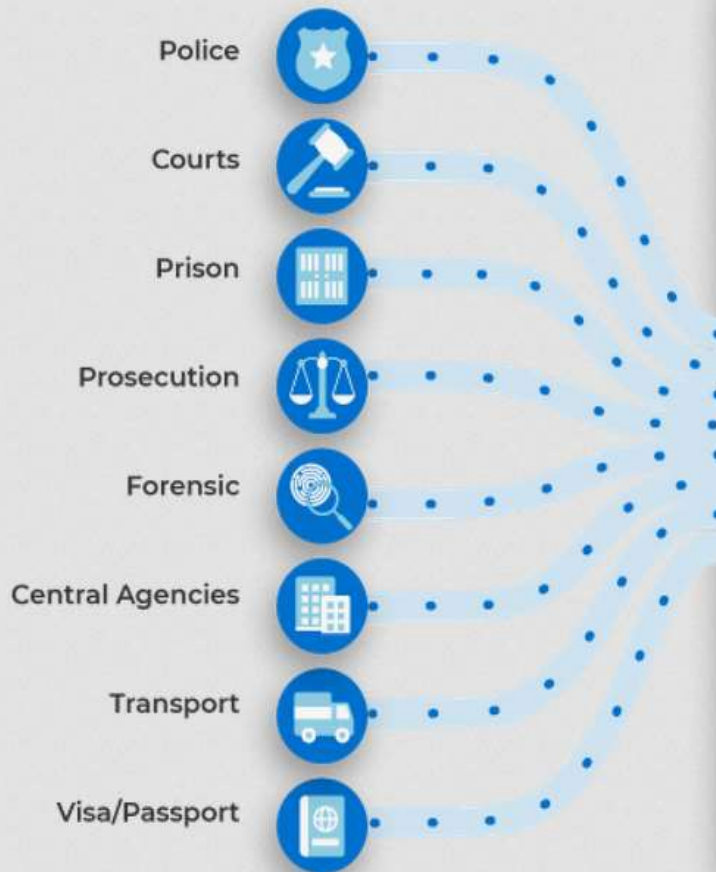 Police
Courts
Prison
Prosecution
Forensic
Central Agencies
Transport
Visa/Passport